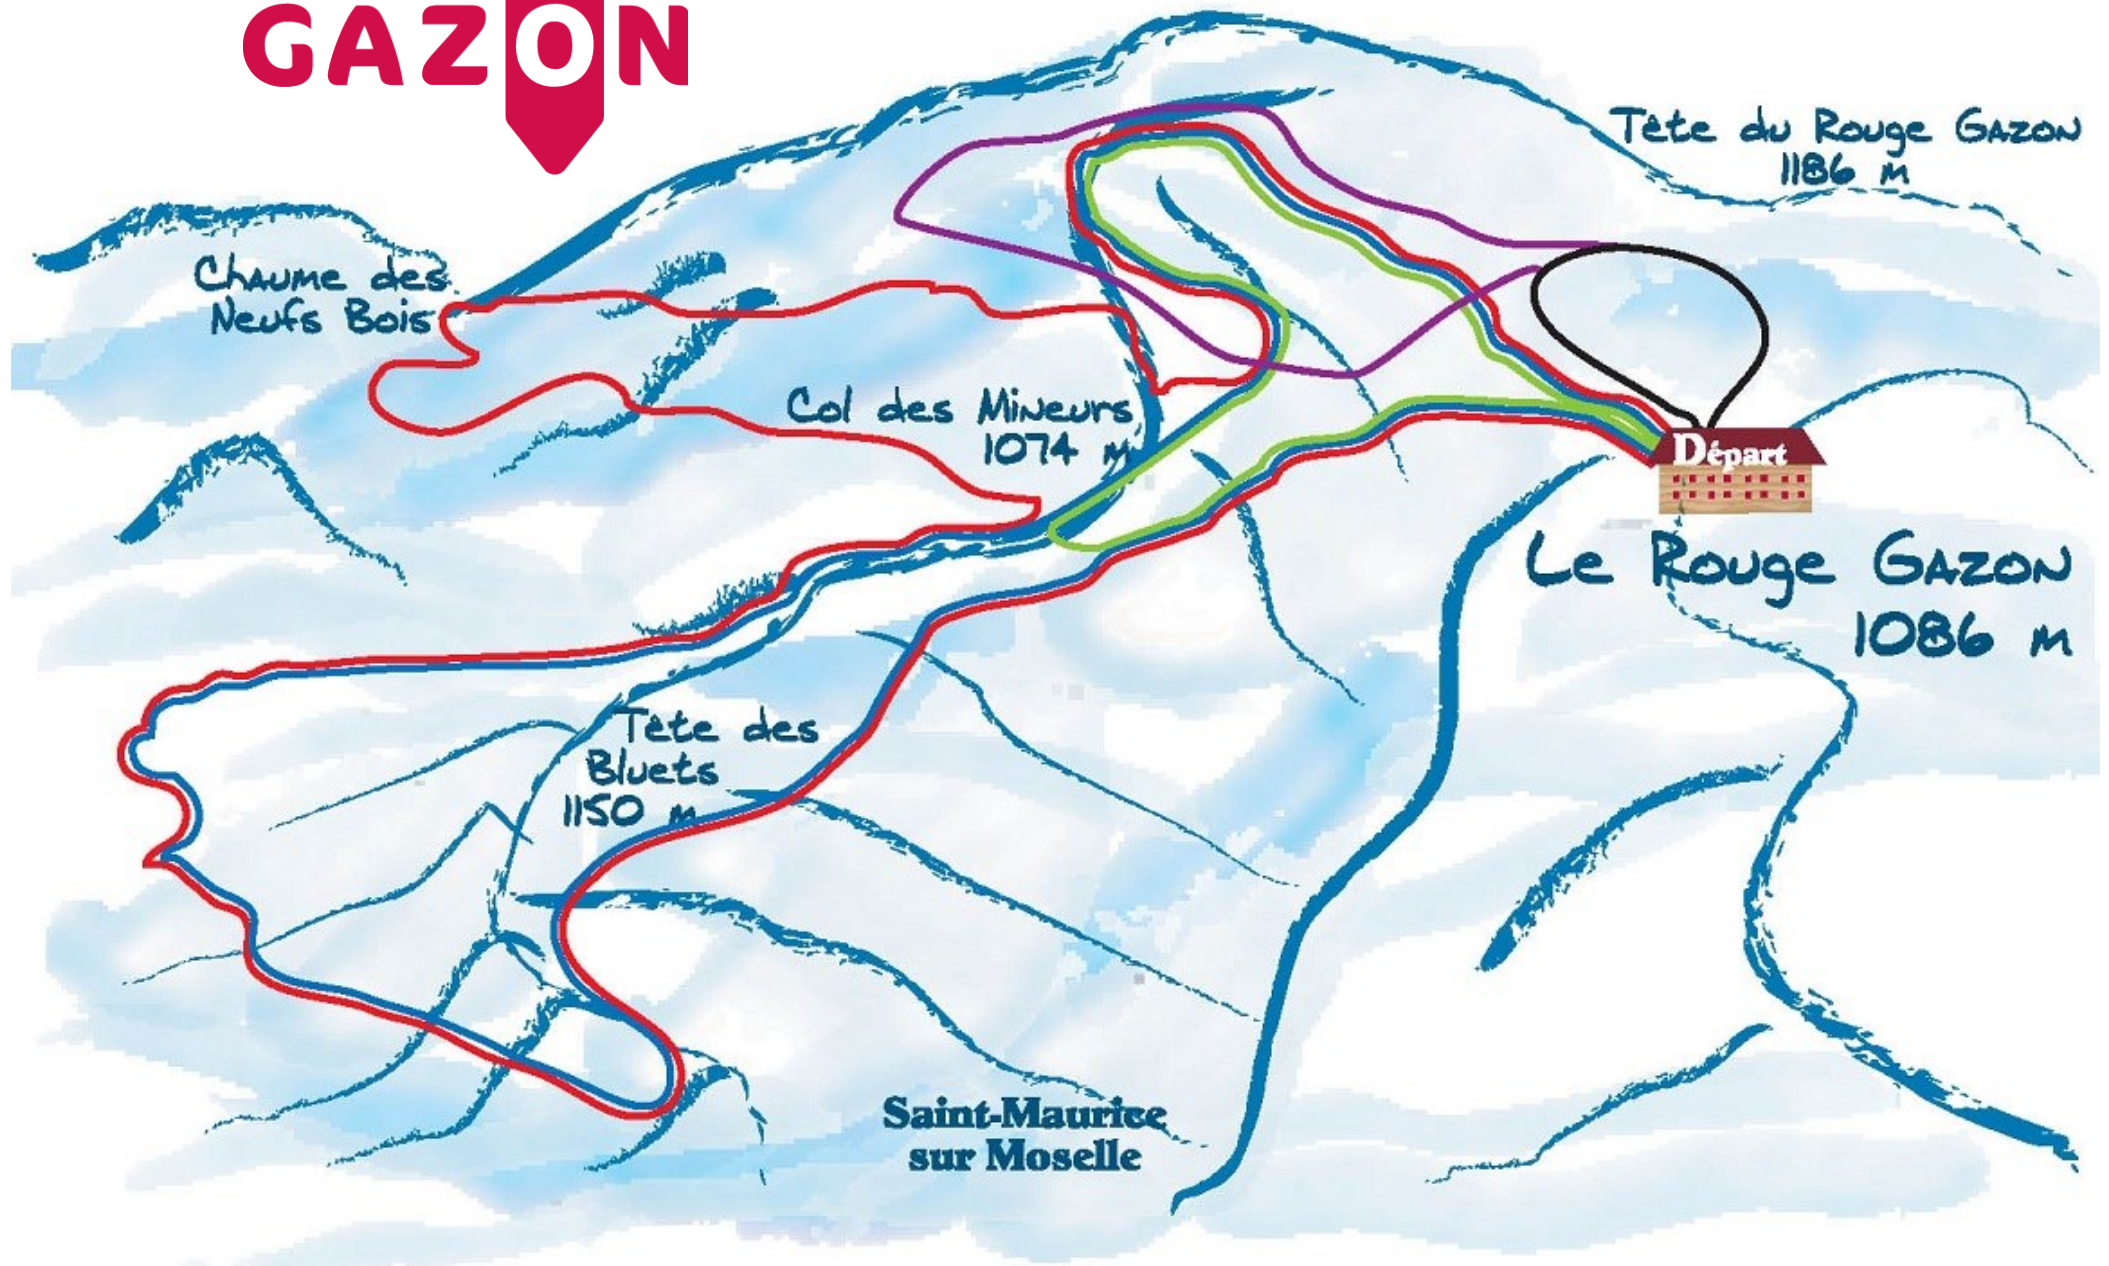 GAZON
Tête du Rouge Gazon
1186 m
Chaume des
Neufs Bois
Col des Mineurs
1074 m
Départ
Le Rouge Gazon
1086 m
Tête des
Bluets
1150 m
Saint-Maurice
sur Moselle